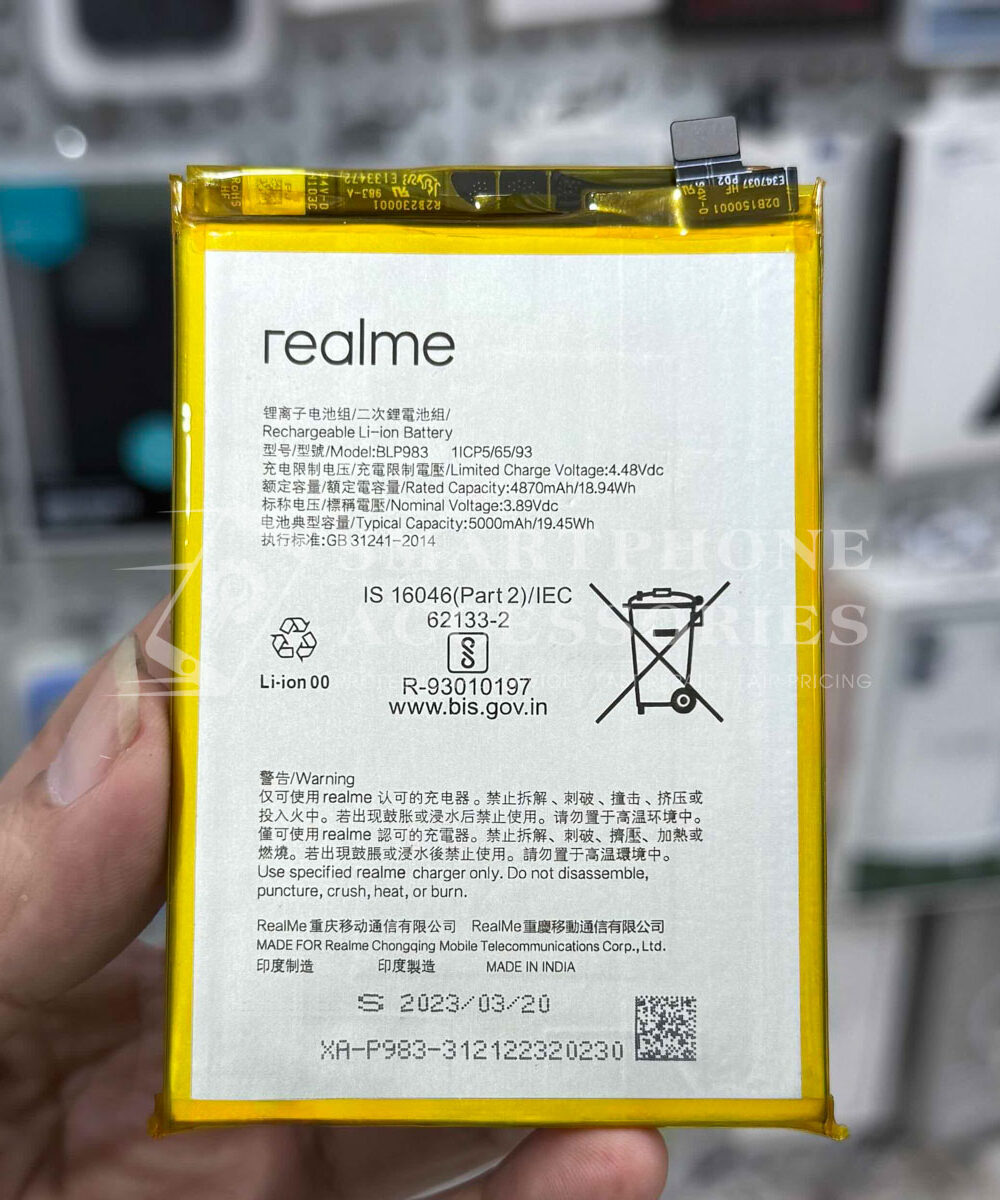 E133472
983-A
R2B230001
E347037 P02
HF
D2B150001
realme
锂离子电池组/二次鋰電池組/
Rechargeable Li-ion Battery
型号/型號/Model:BLP983 1ICP5/65/93
充电限制电压/充電限制電壓/Limited Charge Voltage:4.48Vdc
额定容量/額定電容量/Rated Capacity:4870mAh/18.94Wh
标称电压/標稱電壓/Nominal Voltage:3.89Vdc
电池典型容量/Typical Capacity:5000mAh/19.45Wh
执行标准:GB 31241-2014
SMARTPHONE
ACCESSORIES
FAIR PRICING
IS 16046(Part 2)/IEC
62133-2
R-93010197
www.bis.gov.in
Li-ion 00
警告/Warning
仅可使用realme 认可的充电器。禁止拆解、刺破、撞击、挤压或
投入火中。若出现鼓胀或浸水后禁止使用。请勿置于高温环境中。
僅可使用realme 認可的充電器。禁止拆解、刺破、擠壓、加熱或
燃燒。若出現鼓脹或浸水後禁止使用。請勿置于高溫環境中。
Use specified realme charger only. Do not disassemble,
puncture, crush, heat, or burn.
RealMe重庆移动通信有限公司 RealMe重慶移動通信有限公司
MADE FOR Realme Chongqing Mobile Telecommunications Corp., Ltd.
印度制造 印度製造 MADE IN INDIA
S 2023/03/20
XA-P983-312122320230